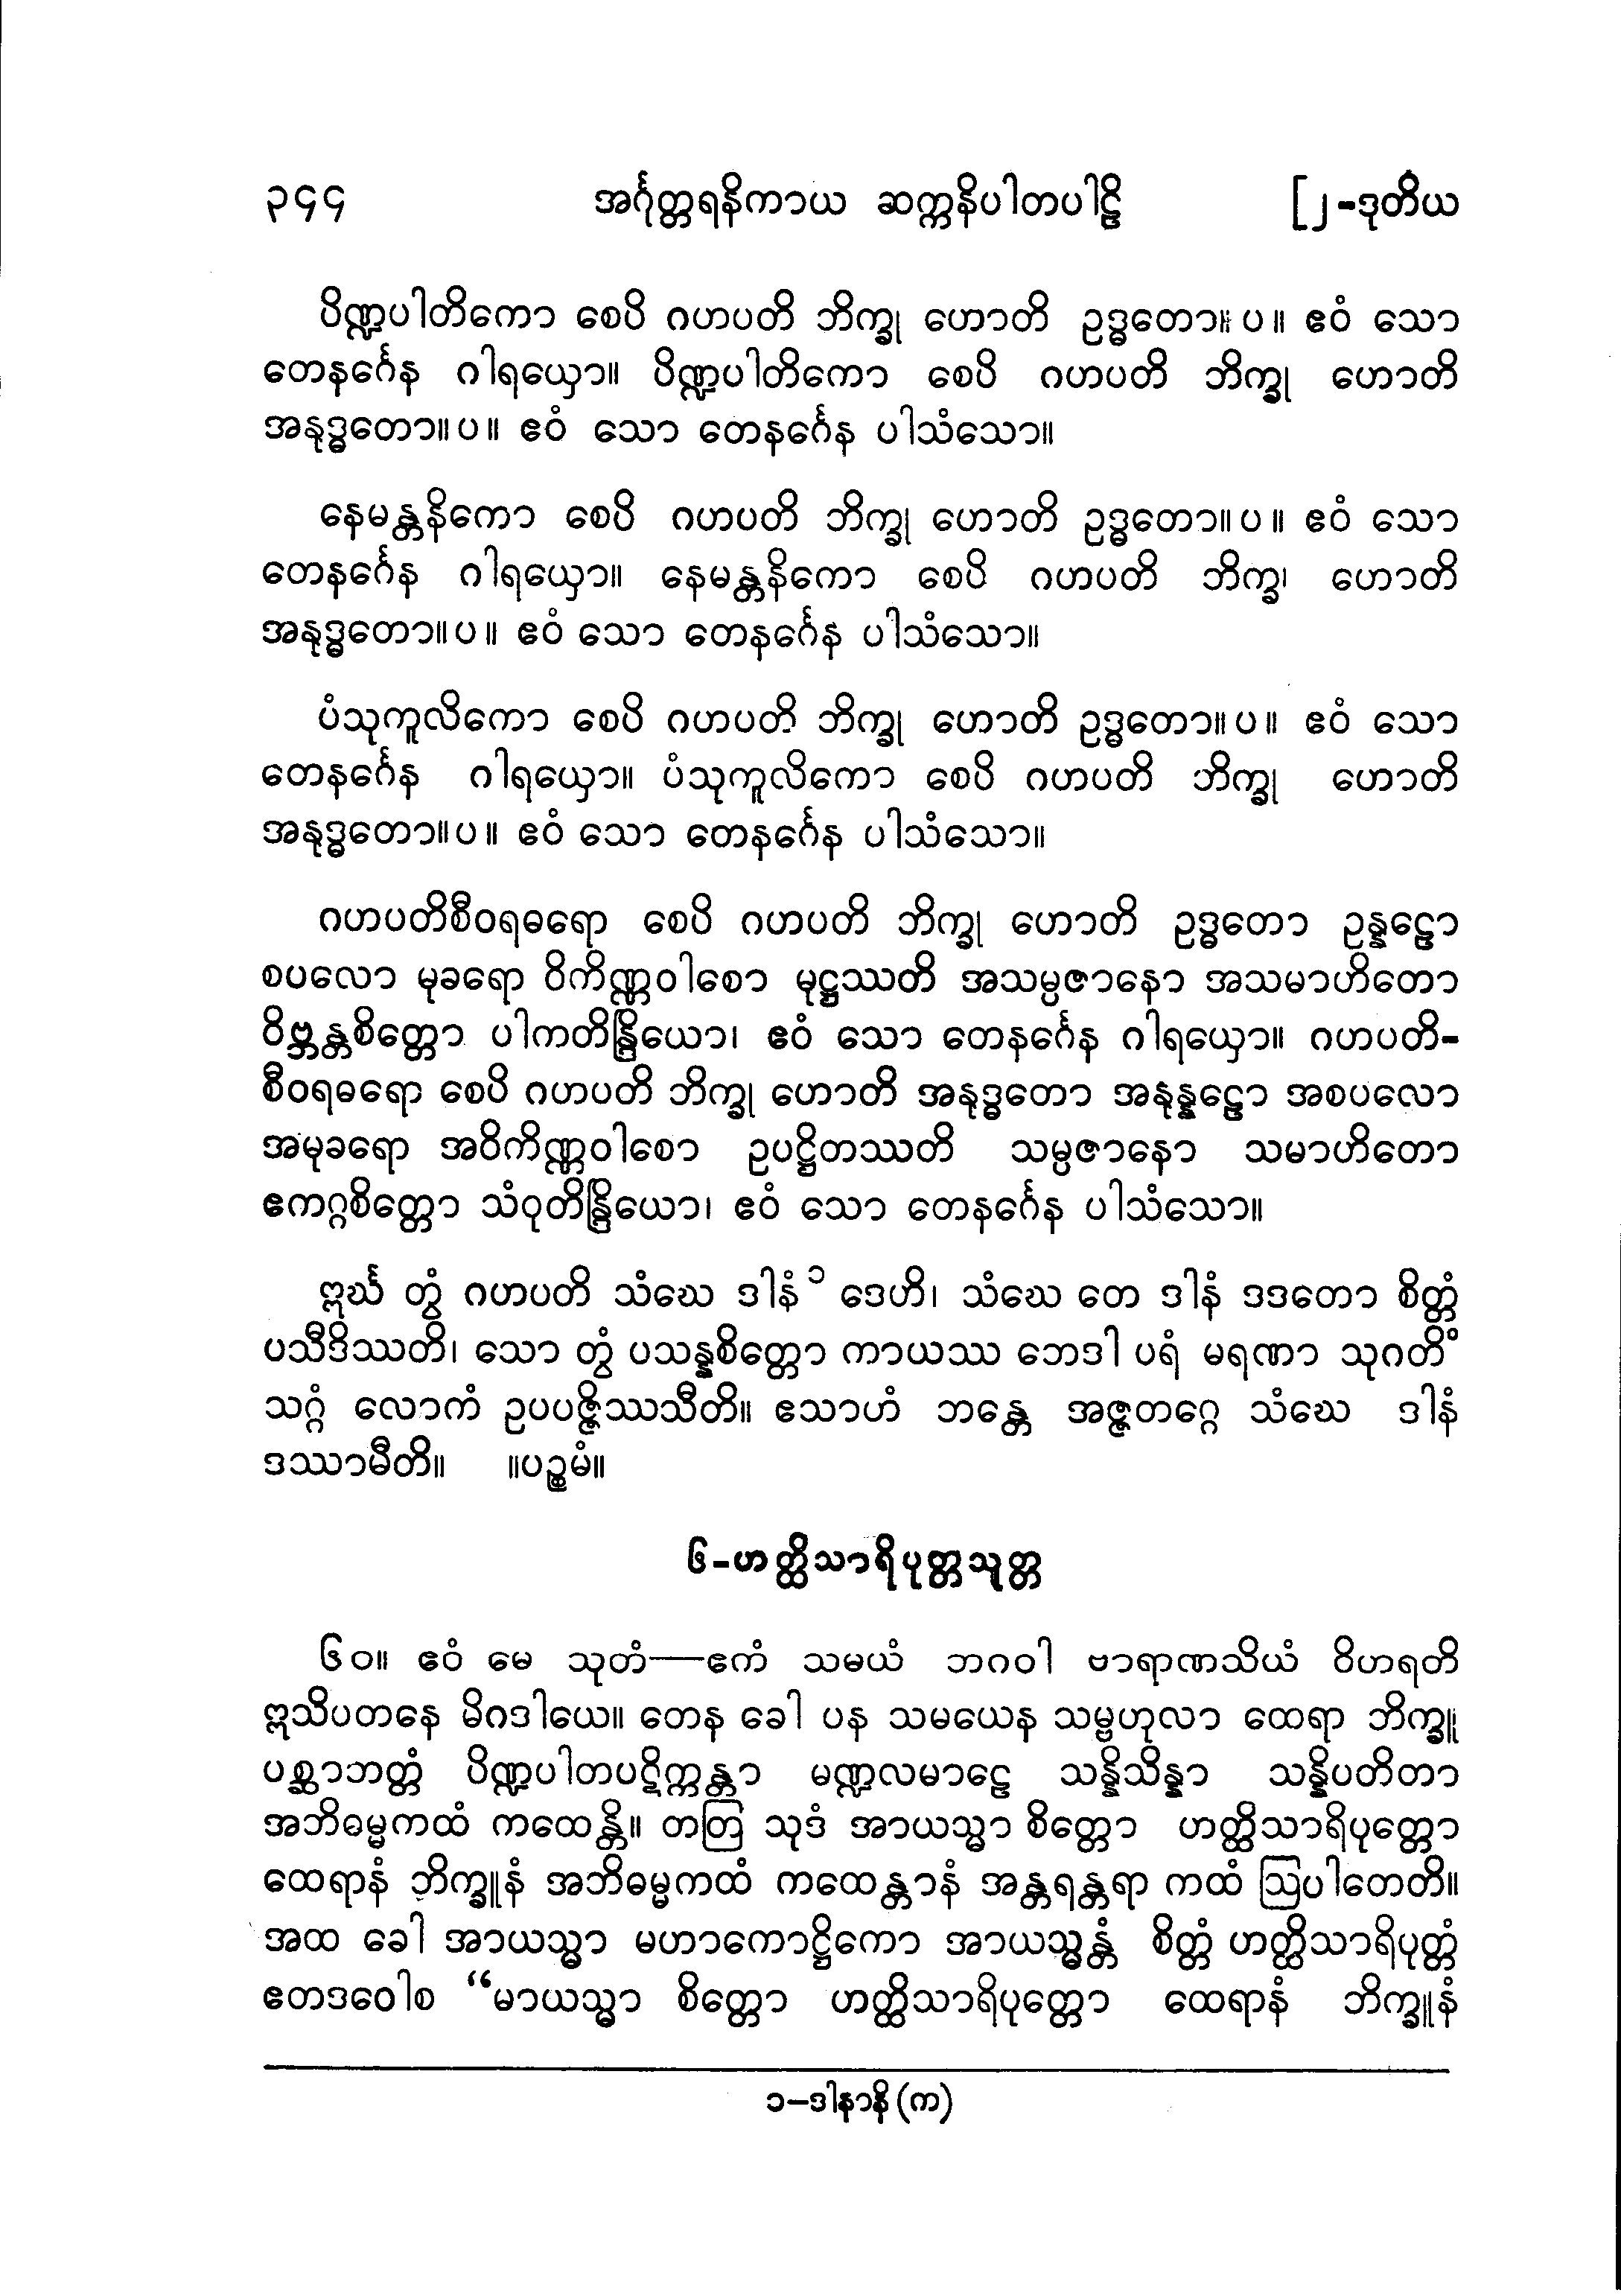 ၃၄၄ အင်္ဂုတ္တရနိကာယ ဆက္ကနိပါတပါဠိ [၂-ဒုတိယ
ပိဏ္ဍပါတိကော စေပိ ဂဟပတိ ဘိက္ခု ဟောတိ ဥဒ္ဓတော။ပ။ ဧဝံ သော
တေနင်္ဂေန ဂါရယှော။ ပိဏ္ဍပါတိကော စေပိ ဂဟပတိ ဘိက္ခု ဟောတိ
အနုဒ္ဓတော။ပ။ ဧဝံ သော တေနင်္ဂေန ပါသံသော။
နေမန္တနိကော စေပိ ဂဟပတိ ဘိက္ခု ဟောတိ ဥဒ္ဓတော။ပ။ ဧဝံ သော
တေနင်္ဂေန ဂါရယှော။ နေမန္တနိကော စေပိ ဂဟပတိ ဘိက္ခု ဟောတိ
အနုဒ္ဓတော။ပ။ ဧဝံ သော တေနင်္ဂေန ပါသံသော။
ပံသုကူလိကော စေပိ ဂဟပတိ ဘိက္ခု ဟောတိ ဥဒ္ဓတော။ပ။ ဧဝံ သော
တေနင်္ဂေန ဂါရယှော။ ပံသုကူလိကော စေပိ ဂဟပတိ ဘိက္ခု ဟောတိ
အနုဒ္ဓတော။ပ။ ဧဝံ သော တေနင်္ဂေန ပါသံသော။
ဂဟပတိစီဝရဓရော စေပိ ဂဟပတိ ဘိက္ခု ဟောတိ ဥဒ္ဓတော ဥန္နဠော
စပလော မုခရော ဝိကိဏ္ဏဝါစော မုဋ္ဌဿတိ အသမ္ပဇာနော အသမာဟိတော
ဝိဗ္ဘန္တစိတ္တော ပါကတိန္ဒြိယော၊ ဧဝံ သော တေနင်္ဂေန ဂါရယှော။ ဂဟပတိ-
စီဝရဓရော စေပိ ဂဟပတိ ဘိက္ခု ဟောတိ အနုဒ္ဓတော အနုန္နဠော အစပလော
အမုခရော အဝိကိဏ္ဏဝါစော ဥပဋ္ဌိတဿတိ သမ္ပဇာနော သမာဟိတော
ဧကဂ္ဂစိတ္တော သံဝုတိန္ဒြိယော၊ ဧဝံ သော တေနင်္ဂေန ပါသံသော။
ဣင်္ဃ တွံ ဂဟပတိ သံဃေ ဒါနံ ၁ ဒေဟိ၊ သံဃေ တေ ဒါနံ ဒဒတော စိတ္တံ
ပသီဒိဿတိ၊ သော တွံ ပသန္နစိတ္တော ကာယဿ ဘေဒါ ပရံ မရဏာ သုဂတိံ
သဂ္ဂံ လောကံ ဥပပဇ္ဇိဿသီတိ။ ဧသာဟံ ဘန္တေ အဇ္ဇတဂ္ဂေ သံဃေ ဒါနံ
ဒဿာမီတိ။ ။ပဉ္စမံ။
၆-ဟတ္ထိသာရိပုတ္တသုတ္တ
၆၀။ ဧဝံ မေ သုတံ—ဧကံ သမယံ ဘဂဝါ ဗာရာဏသိယံ ဝိဟရတိ
ဣသိပတနေ မိဂဒါယေ။ တေန ခေါ ပန သမယေန သမ္ဗဟုလာ ထေရာ ဘိက္ခူ
ပစ္ဆာဘတ္တံ ပိဏ္ဍပါတပဋိက္ကန္တာ မဏ္ဍလမာဠေ သန္နိသိန္နာ သန္နိပတိတာ
အဘိဓမ္မကထံ ကထေန္တိ။ တတြ သုဒံ အာယသ္မာ စိတ္တော ဟတ္ထိသာရိပုတ္တော
ထေရာနံ ဘိက္ခူနံ အဘိဓမ္မကထံ ကထေန္တာနံ အန္တရန္တရာ ကထံ ဩပါတေတိ။
အထ ခေါ အာယသ္မာ မဟာကောဋ္ဌိကော အာယသ္မန္တံ စိတ္တံ ဟတ္ထိသာရိပုတ္တံ
ဧတဒဝေါစ “မာယသ္မာ စိတ္တော ဟတ္ထိသာရိပုတ္တော ထေရာနံ ဘိက္ခူနံ
၁-ဒါနာနိ (က)